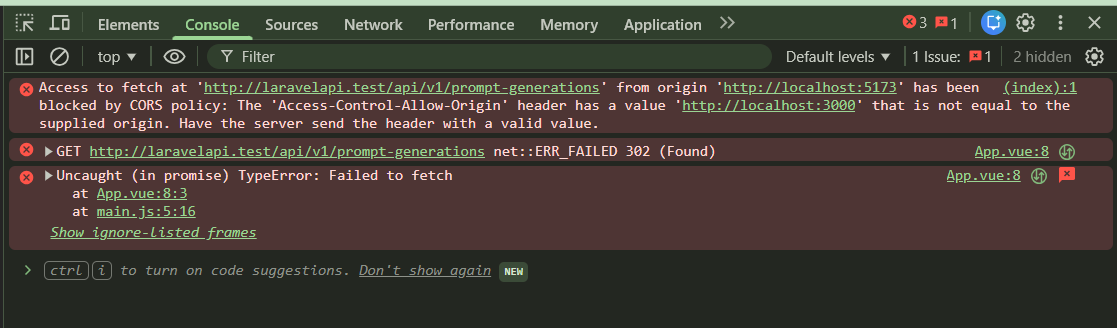 Elements Console Sources Network Performance Memory Application 3 1
top Filter Default levels 1 Issue: 1 2 hidden
Access to fetch at 'http://laravelapi.test/api/v1/prompt-generations' from origin 'http://localhost:5173' has been (index):1
blocked by CORS policy: The 'Access-Control-Allow-Origin' header has a value 'http://localhost:3000' that is not equal to the
supplied origin. Have the server send the header with a valid value.
GET http://laravelapi.test/api/v1/prompt-generations net::ERR_FAILED 302 (Found) App.vue:8
Uncaught (in promise) TypeError: Failed to fetch App.vue:8
at App.vue:8:3
at main.js:5:16
Show ignore-listed frames
ctrl i to turn on code suggestions. Don't show again NEW